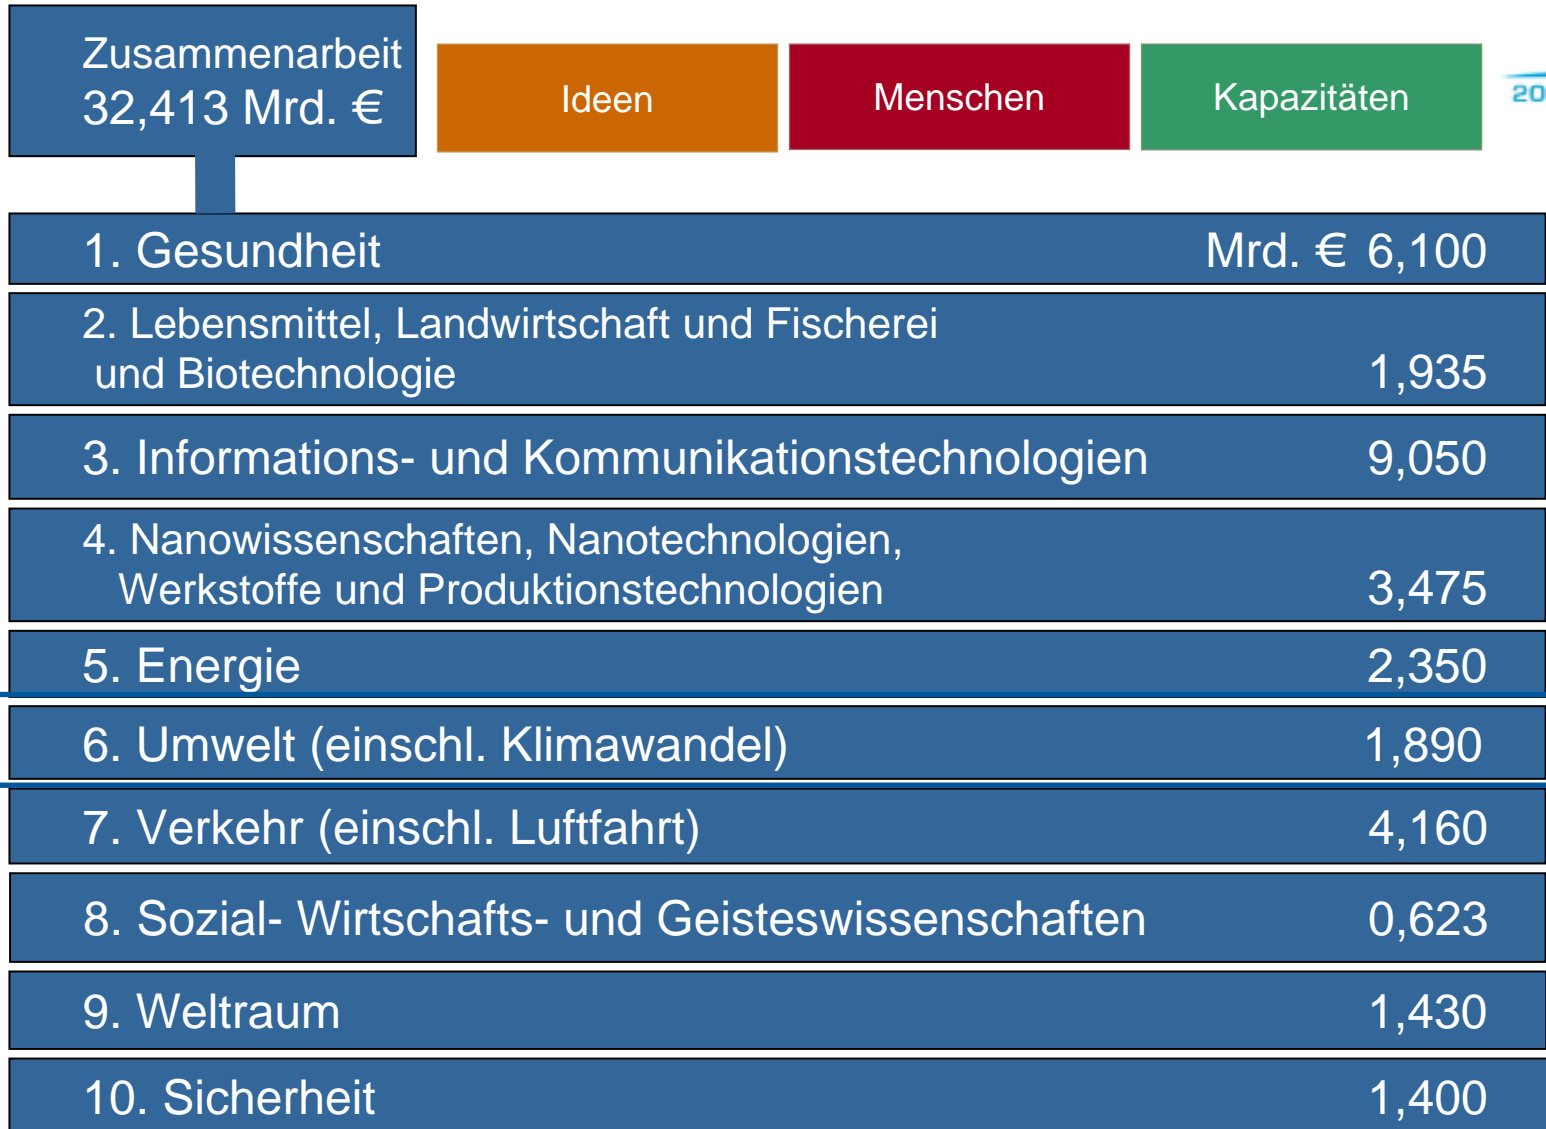 Zusammenarbeit
32,413 Mrd. €
Ideen
Menschen
Kapazitäten
20
1. Gesundheit Mrd. € 6,100
2. Lebensmittel, Landwirtschaft und Fischerei
und Biotechnologie 1,935
3. Informations- und Kommunikationstechnologien 9,050
4. Nanowissenschaften, Nanotechnologien,
Werkstoffe und Produktionstechnologien 3,475
5. Energie 2,350
6. Umwelt (einschl. Klimawandel) 1,890
7. Verkehr (einschl. Luftfahrt) 4,160
8. Sozial- Wirtschafts- und Geisteswissenschaften 0,623
9. Weltraum 1,430
10. Sicherheit 1,400